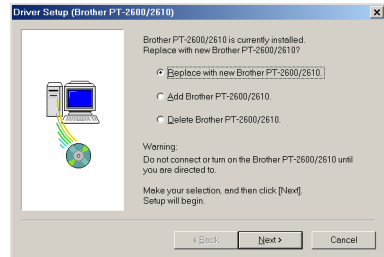 Driver Setup (Brother PT-2600/2610)
Brother PT-2600/2610 is currently installed.
Replace with new Brother PT-2600/2610?
Replace with new Brother PT-2600/2610.
Add Brother PT-2600/2610.
Delete Brother PT-2600/2610.
Warning:
Do not connect or turn on the Brother PT-2600/2610 until
you are directed to.
Make your selection, and then click [Next].
Setup will begin.
< Back
Next >
Cancel